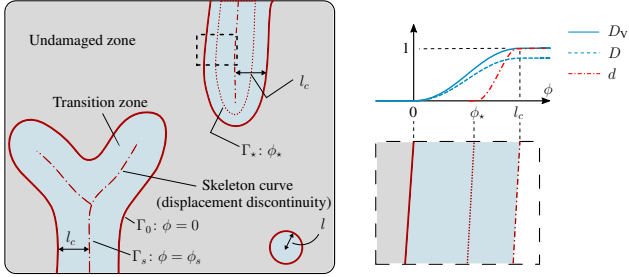 Undamaged zone
l_c
Transition zone
Γ_⋆: ϕ_⋆
Skeleton curve
(displacement discontinuity)
l_c
Γ_0: ϕ = 0
l
Γ_s: ϕ = ϕ_s
1
D_v
D
d
ϕ
0
ϕ_⋆
l_c